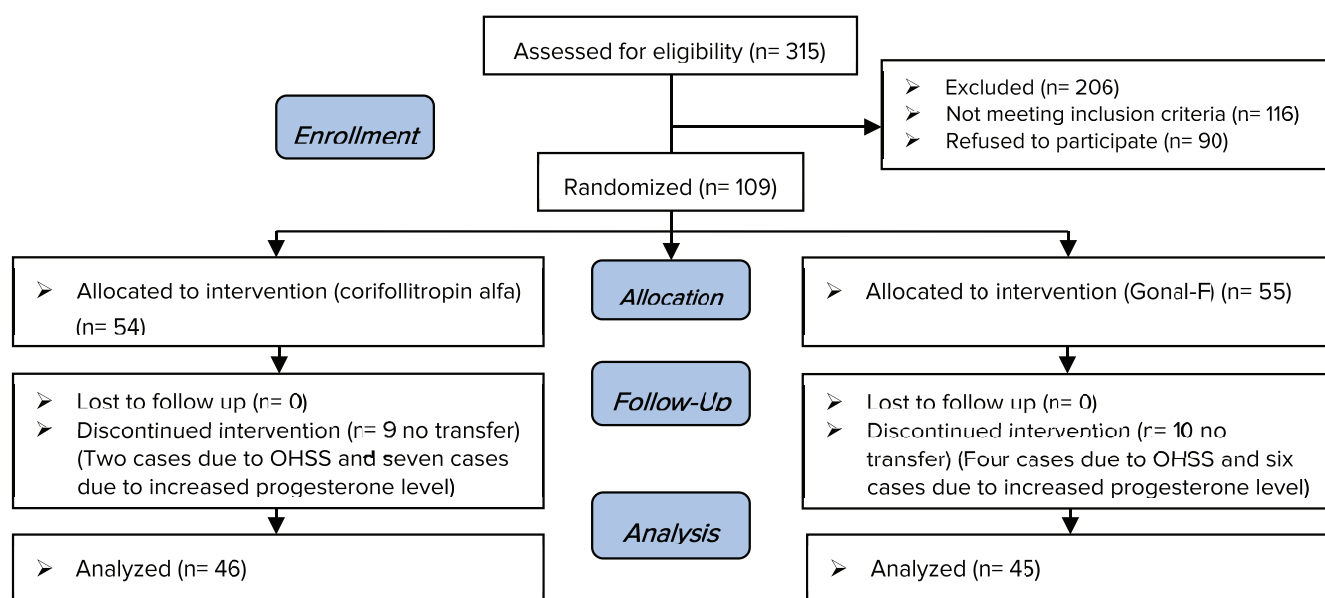 Assessed for eligibility (n= 315)
➢ Excluded (n= 206)
➢ Not meeting inclusion criteria (n= 116)
➢ Refused to participate (n= 90)
Enrollment
Randomized (n= 109)
➢ Allocated to intervention (corifollitropin alfa)
(n= 54)
Allocation
➢ Allocated to intervention (Gonal-F) (n= 55)
➢ Lost to follow up (n= 0)
➢ Discontinued intervention (n= 9 no transfer)
(Two cases due to OHSS and seven cases
due to increased progesterone level)
Follow-Up
➢ Lost to follow up (n= 0)
➢ Discontinued intervention (n= 10 no
transfer) (Four cases due to OHSS and six
cases due to increased progesterone level)
Analysis
➢ Analyzed (n= 46)
➢ Analyzed (n= 45)